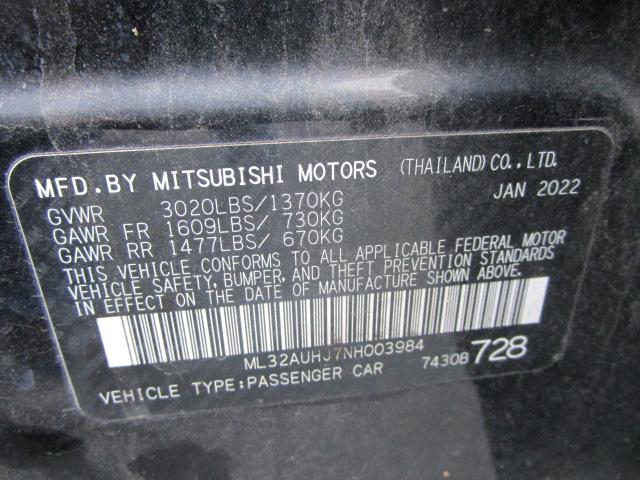 MFD.BY MITSUBISHI MOTORS (THAILAND)CO.,LTD.
JAN 2022
GVWR 3020LBS/1370KG
GAWR FR 1609LBS/ 730KG
GAWR RR 1477LBS/ 670KG
THIS VEHICLE CONFORMS TO ALL APPLICABLE FEDERAL MOTOR
VEHICLE SAFETY, BUMPER, AND THEFT PREVENTION STANDARDS
IN EFFECT ON THE DATE OF MANUFACTURE SHOWN ABOVE.
ML32AUHJ7NH003984
7430B 728
VEHICLE TYPE:PASSENGER CAR